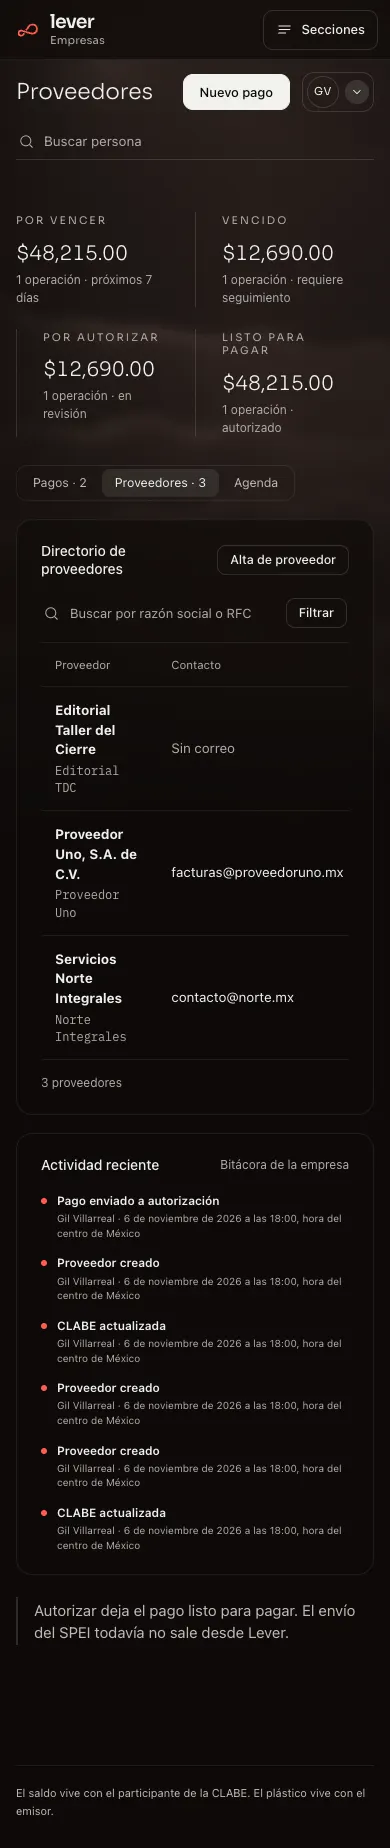 lever
Empresas
Secciones
Proveedores
Nuevo pago
GV
Buscar persona
POR VENCER
$48,215.00
1 operación · próximos 7
días
VENCIDO
$12,690.00
1 operación · requiere
seguimiento
POR AUTORIZAR
$12,690.00
1 operación · en
revisión
LISTO PARA
PAGAR
$48,215.00
1 operación ·
autorizado
Pagos · 2
Proveedores · 3
Agenda
Directorio de
proveedores
Alta de proveedor
Buscar por razón social o RFC
Filtrar
Proveedor
Contacto
Editorial
Taller del
Cierre
Editorial
TDC
Sin correo
Proveedor
Uno, S.A. de
C.V.
Proveedor
Uno
facturas@proveedoruno.mx
Servicios
Norte
Integrales
Norte
Integrales
contacto@norte.mx
3 proveedores
Actividad reciente
Bitácora de la empresa
Pago enviado a autorización
Gil Villarreal · 6 de noviembre de 2026 a las 18:00, hora del
centro de México
Proveedor creado
Gil Villarreal · 6 de noviembre de 2026 a las 18:00, hora del
centro de México
CLABE actualizada
Gil Villarreal · 6 de noviembre de 2026 a las 18:00, hora del
centro de México
Proveedor creado
Gil Villarreal · 6 de noviembre de 2026 a las 18:00, hora del
centro de México
Proveedor creado
Gil Villarreal · 6 de noviembre de 2026 a las 18:00, hora del
centro de México
CLABE actualizada
Gil Villarreal · 6 de noviembre de 2026 a las 18:00, hora del
centro de México
Autorizar deja el pago listo para pagar. El envío
del SPEI todavía no sale desde Lever.
El saldo vive con el participante de la CLABE. El plástico vive con el
emisor.